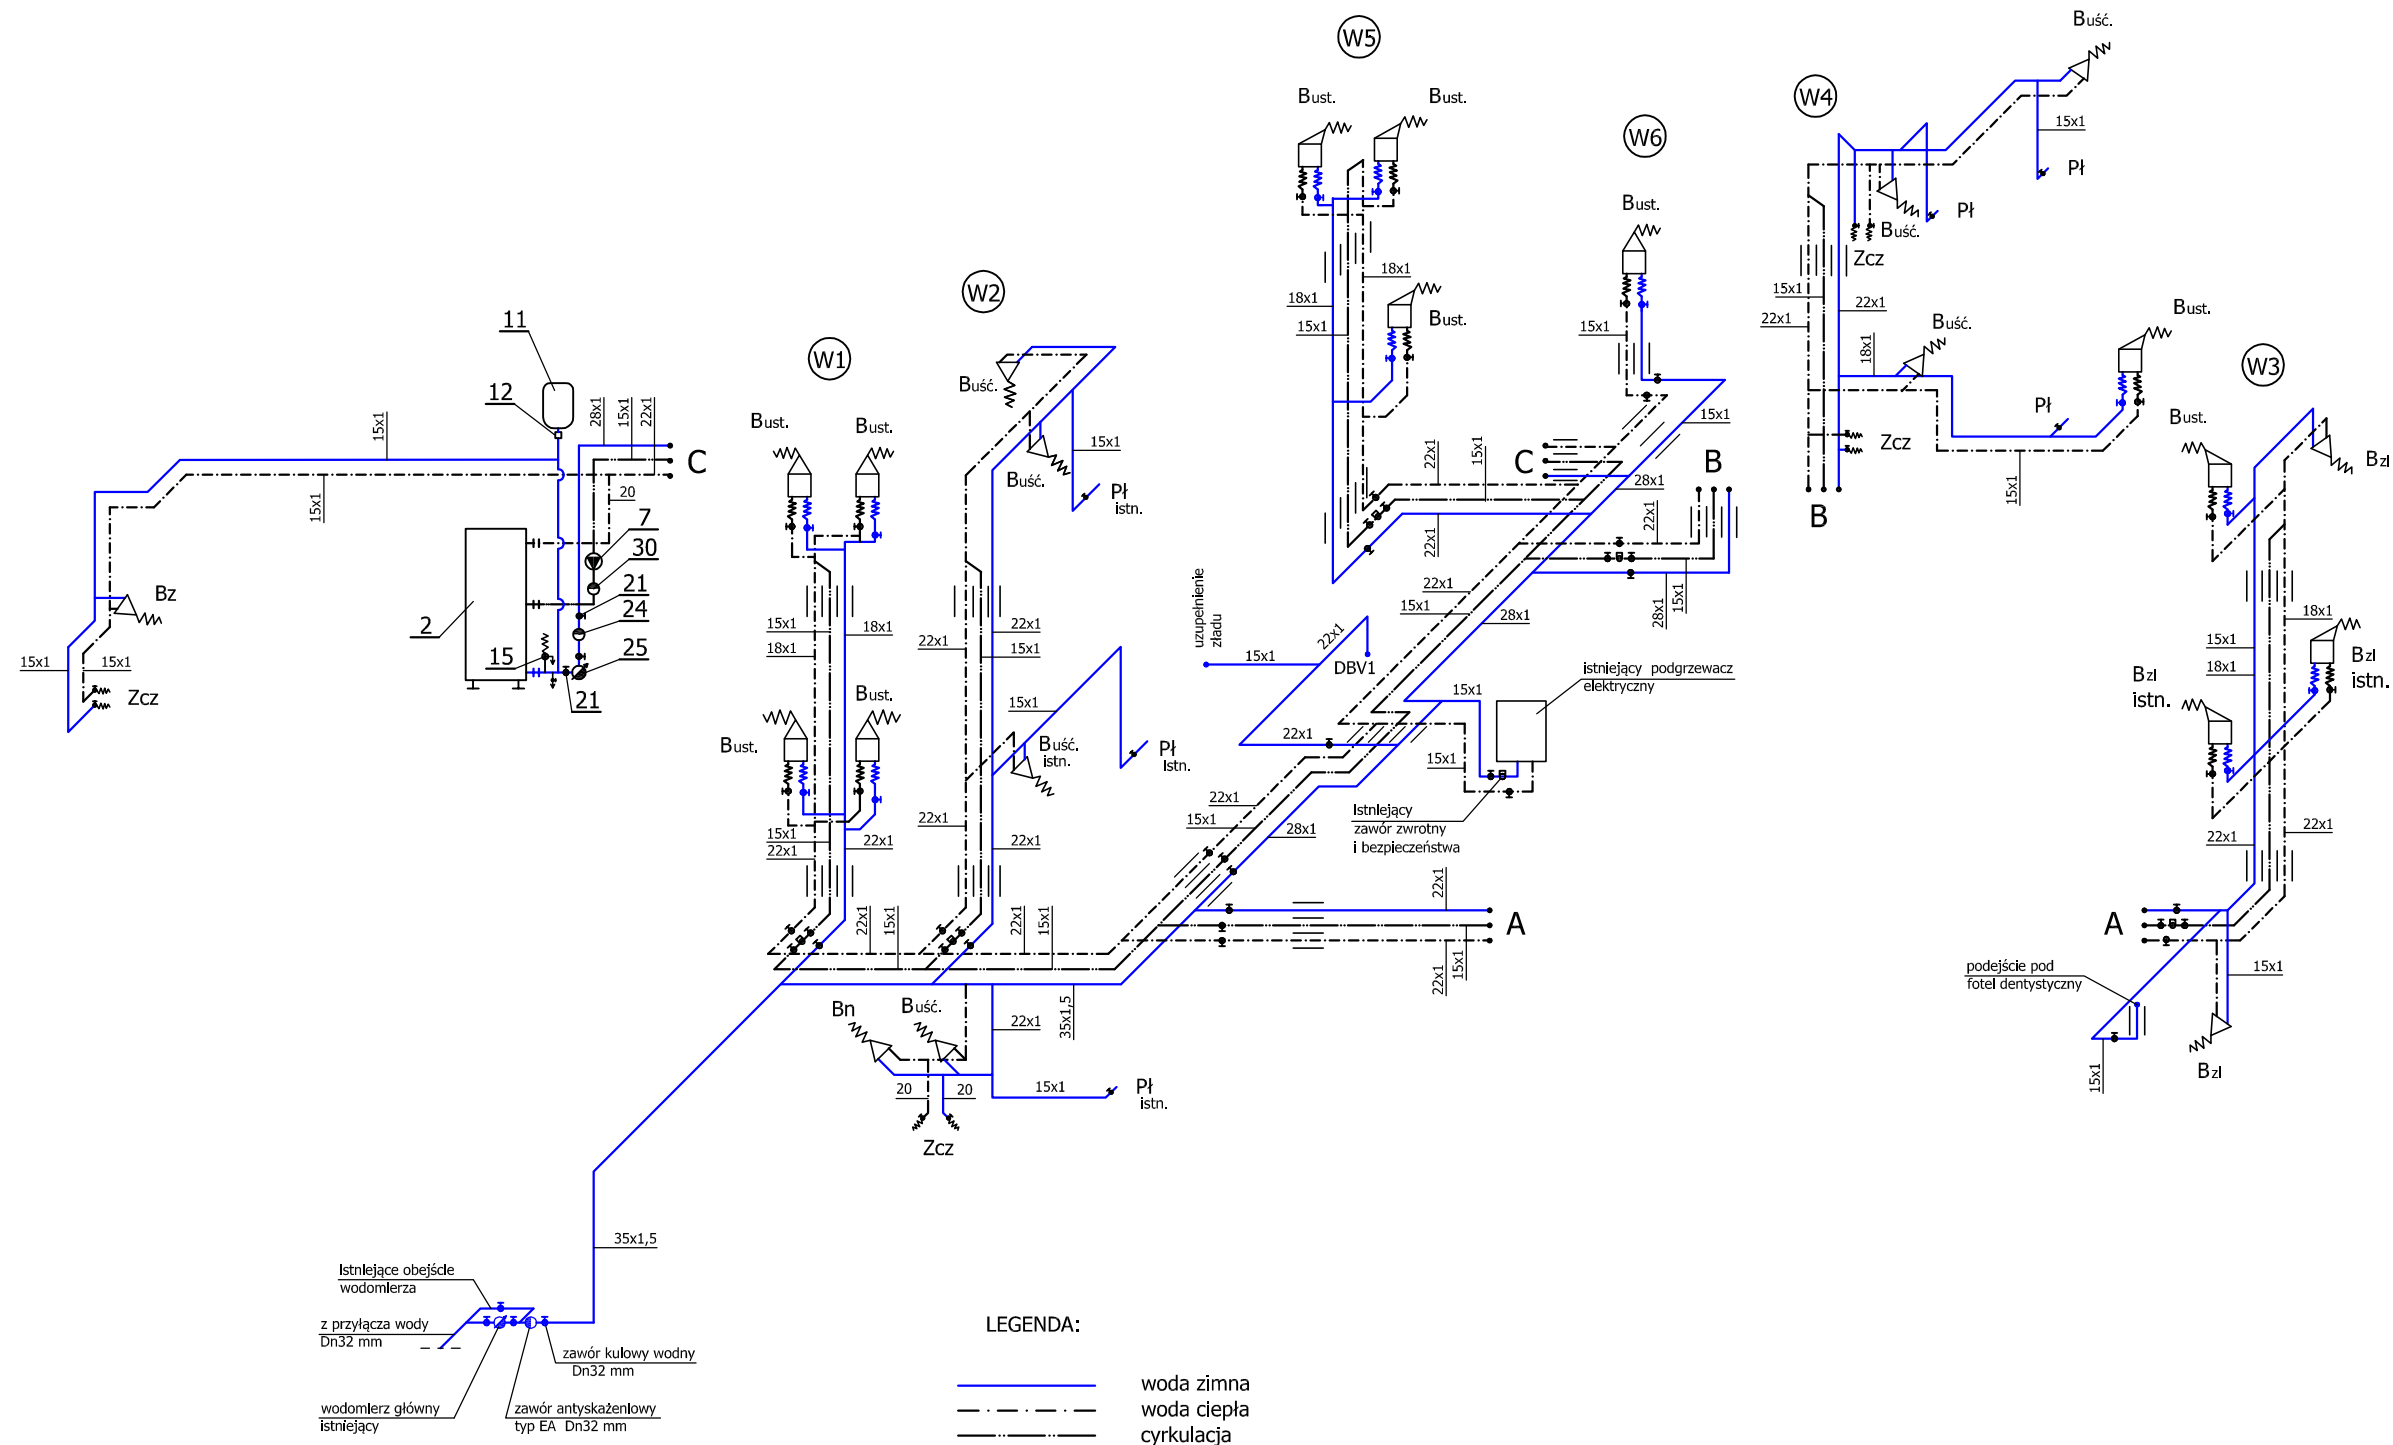 W5
W4
W6
W2
W1
W3
Buść.
Bust.
Bust.
15x1
Pł
Pł
Buść.
Zcz
Bust.
18x1
18x1
15x1
Bust.
15x1
15x1
22x1
22x1
18x1
Buść.
Bust.
Pł
Zcz
15x1
B
11
12
28x1
15x1
22x1
C
15x1
15x1
20
7
30
21
24
25
2
15
21
Bz
15x1
15x1
Zcz
Bust.
Bust.
15x1
18x1
18x1
Bust.
Bust.
15x1
22x1
22x1
22x1
15x1
Buść.
Buść.
15x1
Pł
istn.
22x1
22x1
15x1
15x1
Buść.
istn.
Pł
istn.
22x1
22x1
22x1
15x1
15x1
22x1
15x1
C
B
28x1
22x1
22x1
28x1
15x1
22x1
15x1
28x1
uzupełnienie
zładu
15x1
22x1
DBV1
22x1
15x1
istniejący podgrzewacz
elektryczny
15x1
Istniejący
zawór zwrotny
i bezpieczeństwa
22x1
15x1
28x1
22x1
A
22x1
15x1
35x1,5
Bn
Buść.
22x1
20
20
15x1
Pł
istn.
Zcz
Bust.
Bzl
18x1
15x1
18x1
Bzl
istn.
Bzl
istn.
22x1
22x1
A
podejście pod
fotel dentystyczny
15x1
15x1
Bzl
35x1,5
Istniejące obejście
wodomierza
z przyłącza wody
Dn32 mm
zawór kulowy wodny
Dn32 mm
wodomierz główny
istniejący
zawór antyskażeniowy
typ EA Dn32 mm
LEGENDA:
woda zimna
woda ciepła
cyrkulacja